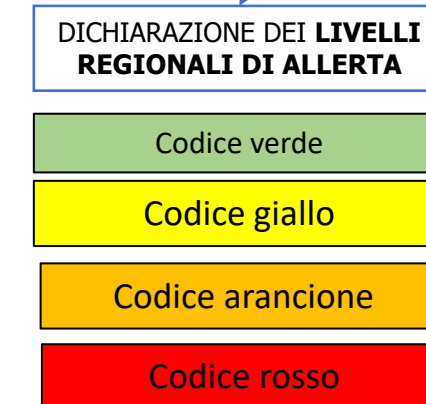 DICHIARAZIONE DEI LIVELLI
REGIONALI DI ALLERTA
Codice verde
Codice giallo
Codice arancione
Codice rosso